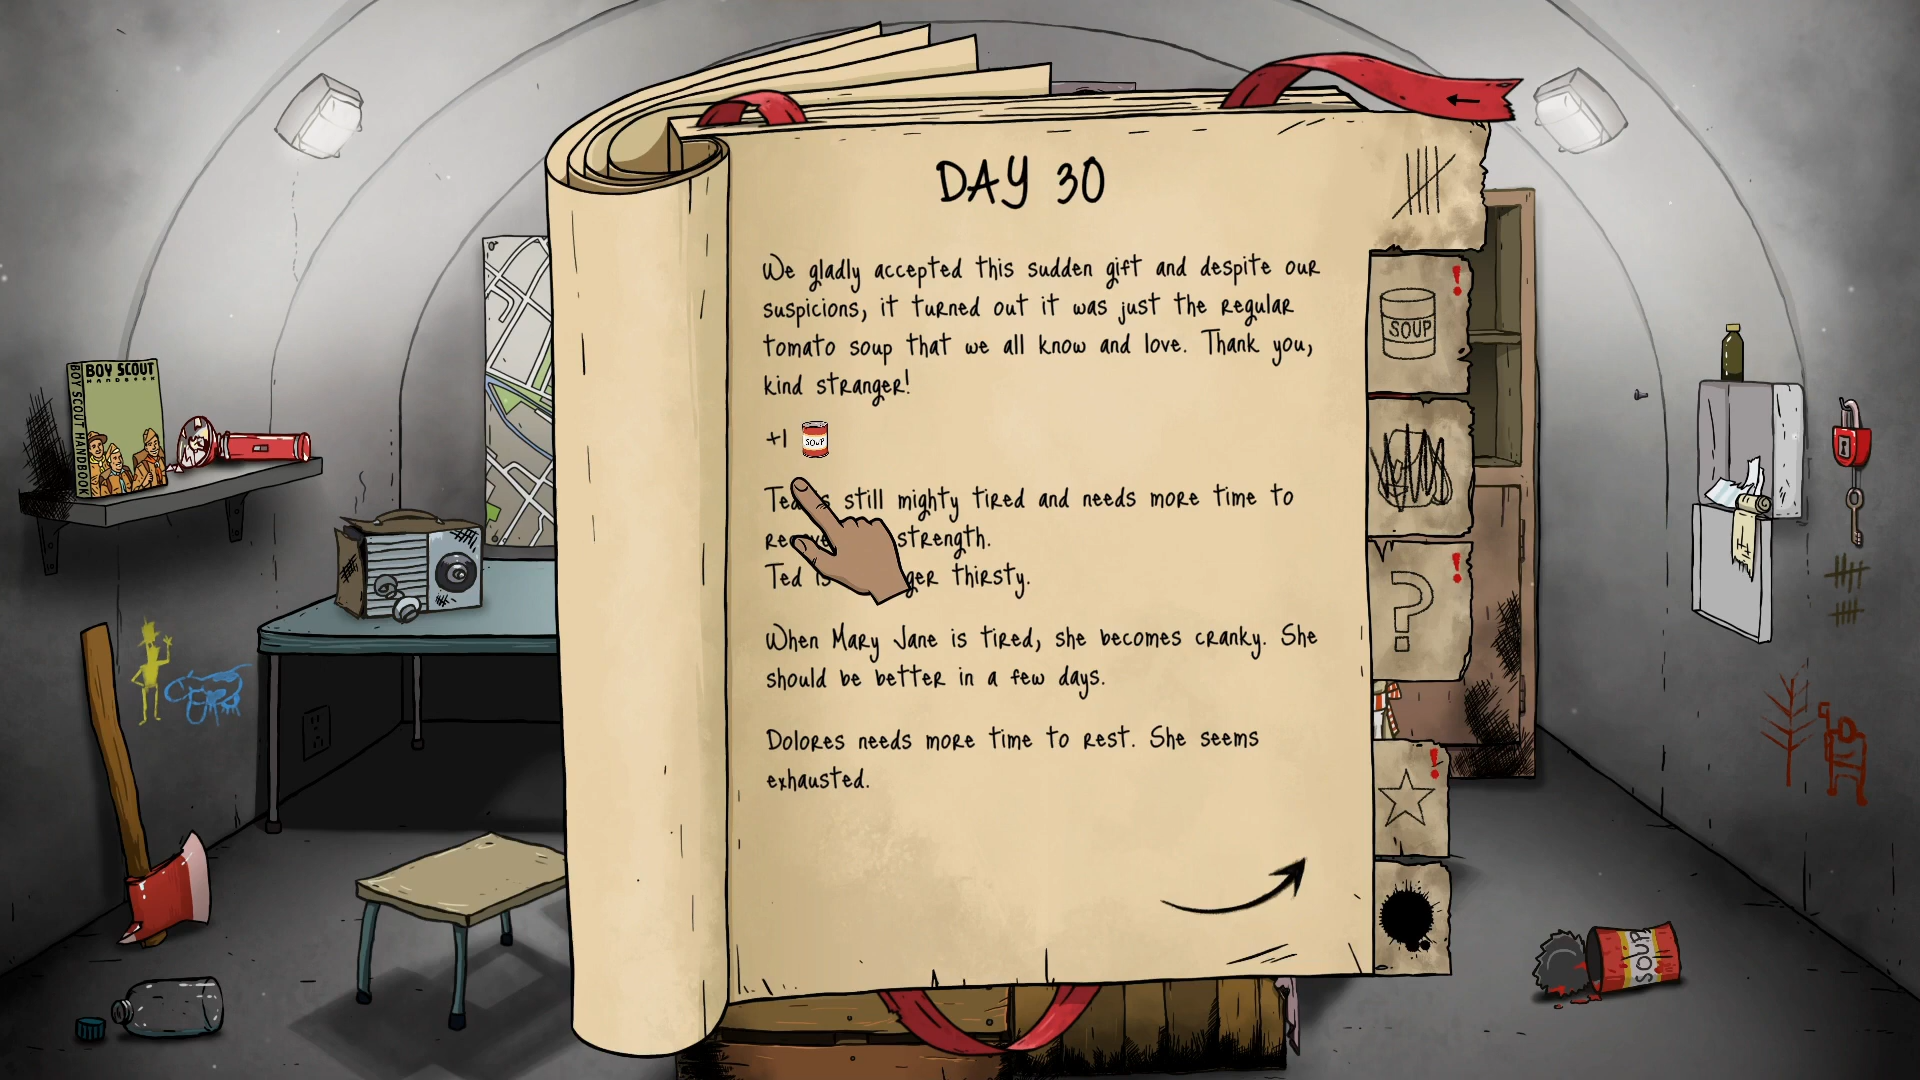 DAY 30
We gladly accepted this sudden gift and despite our
suspicions, it turned out it was just the regular
tomato soup that we all know and love. Thank you,
kind stranger!
+1 SOUP
still mighty tired and needs more time to
strength.
Ted thirsty.
When Mary Jane is tired, she becomes cranky. She
should be better in a few days.
Dolores needs more time to rest. She seems
exhausted.
SOUP
!
?
!
!
BOY SCOUT
HANDBOOK
BOY SCOUT HANDBOOK
SOUP